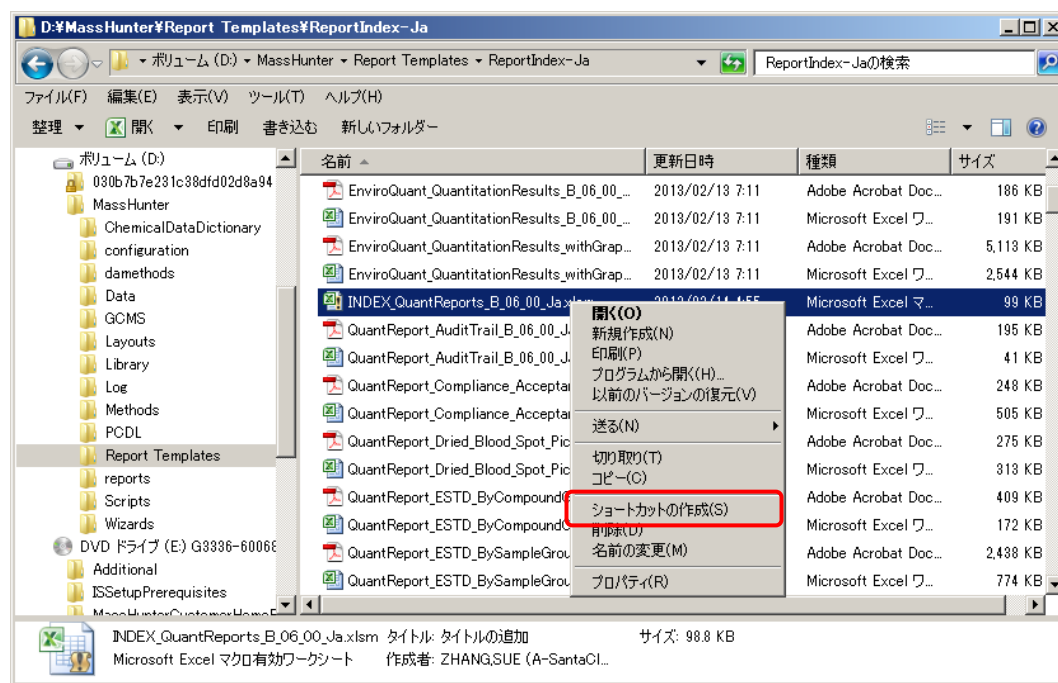 D:¥MassHunter¥Report Templates¥ReportIndex-Ja
ボリューム (D:) MassHunter Report Templates ReportIndex-Ja
ReportIndex-Jaの検索
ファイル(F) 編集(E) 表示(V) ツール(T) ヘルプ(H)
整理 開く 印刷 書き込む 新しいフォルダー
ボリューム (D:)
030b7b7e231c38dfd02d8a94
MassHunter
ChemicalDataDictionary
configuration
damethods
Data
GCMS
Layouts
Library
Log
Methods
PCDL
Report Templates
reports
Scripts
Wizards
DVD ドライブ (E:) G3336-60068
Additional
ISSetupPrerequisites
MassHunterCustomerHomeP
名前 更新日時 種類 サイズ
EnviroQuant_QuantitationResults_B_06_00_... 2013/02/13 7:11 Adobe Acrobat Doc... 186 KB
EnviroQuant_QuantitationResults_B_06_00_... 2013/02/13 7:11 Microsoft Excel ワ... 191 KB
EnviroQuant_QuantitationResults_withGrap... 2013/02/13 7:11 Adobe Acrobat Doc... 5,113 KB
EnviroQuant_QuantitationResults_withGrap... 2013/02/13 7:11 Microsoft Excel ワ... 2,544 KB
INDEX_QuantReports_B_06_00_Ja.xlsm Microsoft Excel マ... 99 KB
QuantReport_AuditTrail_B_06_00_J Adobe Acrobat Doc... 195 KB
QuantReport_AuditTrail_B_06_00_J Microsoft Excel ワ... 41 KB
QuantReport_Compliance_Accepta Adobe Acrobat Doc... 248 KB
QuantReport_Compliance_Accepta Microsoft Excel ワ... 505 KB
QuantReport_Dried_Blood_Spot_Pic Adobe Acrobat Doc... 275 KB
QuantReport_Dried_Blood_Spot_Pic Microsoft Excel ワ... 313 KB
QuantReport_ESTD_ByCompound Adobe Acrobat Doc... 409 KB
QuantReport_ESTD_ByCompound Microsoft Excel ワ... 172 KB
QuantReport_ESTD_BySampleGrou Adobe Acrobat Doc... 2,438 KB
QuantReport_ESTD_BySampleGrou Microsoft Excel ワ... 774 KB
開く(O)
新規作成(N)
印刷(P)
プログラムから開く(H)...
以前のバージョンの復元(V)
送る(N)
切り取り(T)
コピー(C)
ショートカットの作成(S)
削除(D)
名前の変更(M)
プロパティ(R)
INDEX_QuantReports_B_06_00_Ja.xlsm タイトル: タイトルの追加 サイズ: 98.8 KB
Microsoft Excel マクロ有効ワークシート 作成者: ZHANG,SUE (A-SantaCl...